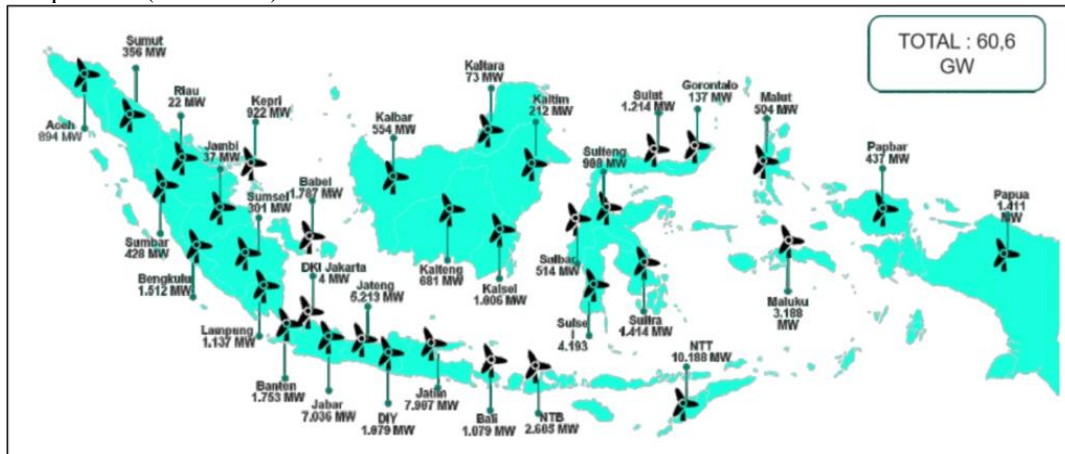 TOTAL : 60,6
GW
Sumut
356 MW
Aceh
894 MW
Riau
22 MW
Kepri
922 MW
Jambi
37 MW
Sumsel
301 MW
Babel
1.787 MW
Sumbar
428 MW
Bengkulu
1.512 MW
Lampung
1.137 MW
DKI Jakarta
4 MW
Jateng
5.213 MW
Banten
1.753 MW
Jabar
7.036 MW
DIY
1.079 MW
Jatim
7.907 MW
Bali
1.079 MW
NTB
2.605 MW
NTT
10.188 MW
Kalbar
554 MW
Kaltara
73 MW
Kaltim
212 MW
Kalteng
681 MW
Kalsel
1.006 MW
Sulut
1.214 MW
Gorontalo
137 MW
Sulteng
908 MW
Sulbar
514 MW
Sulse
l
4.193
Sultra
1.414 MW
Malut
504 MW
Maluku
3.188
MW
Papbar
437 MW
Papua
1.411
MW